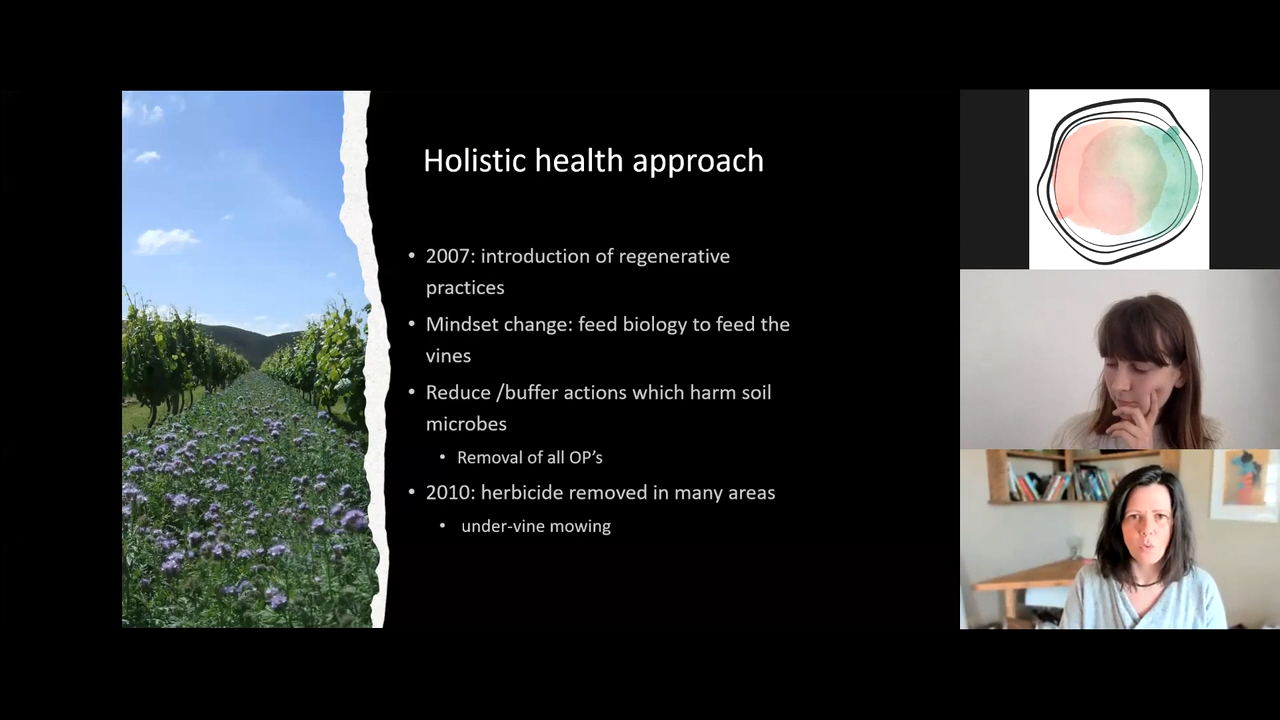 Holistic health approach
• 2007: introduction of regenerative
practices
• Mindset change: feed biology to feed the
vines
• Reduce /buffer actions which harm soil
microbes
• Removal of all OP’s
• 2010: herbicide removed in many areas
• under-vine mowing